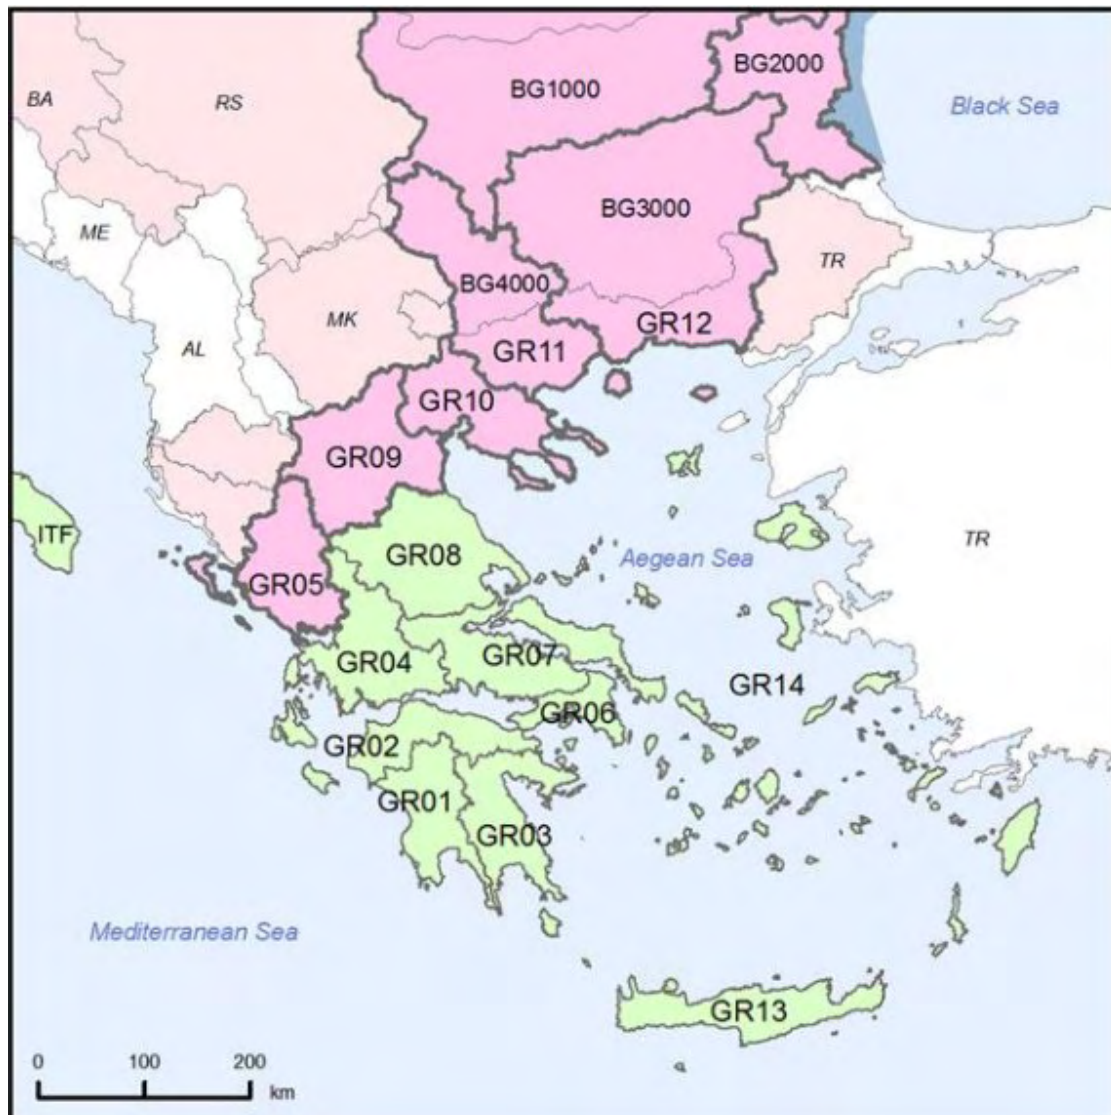 BG2000
BA
RS
BG1000
Black Sea
BG3000
ME
TR
BG4000
MK
GR12
AL
GR11
GR10
GR09
ITF
GR08
Aegean Sea
TR
GR05
GR04
GR07
GR14
GR06
GR02
GR01
GR03
Mediterranean Sea
GR13
0 100 200
km